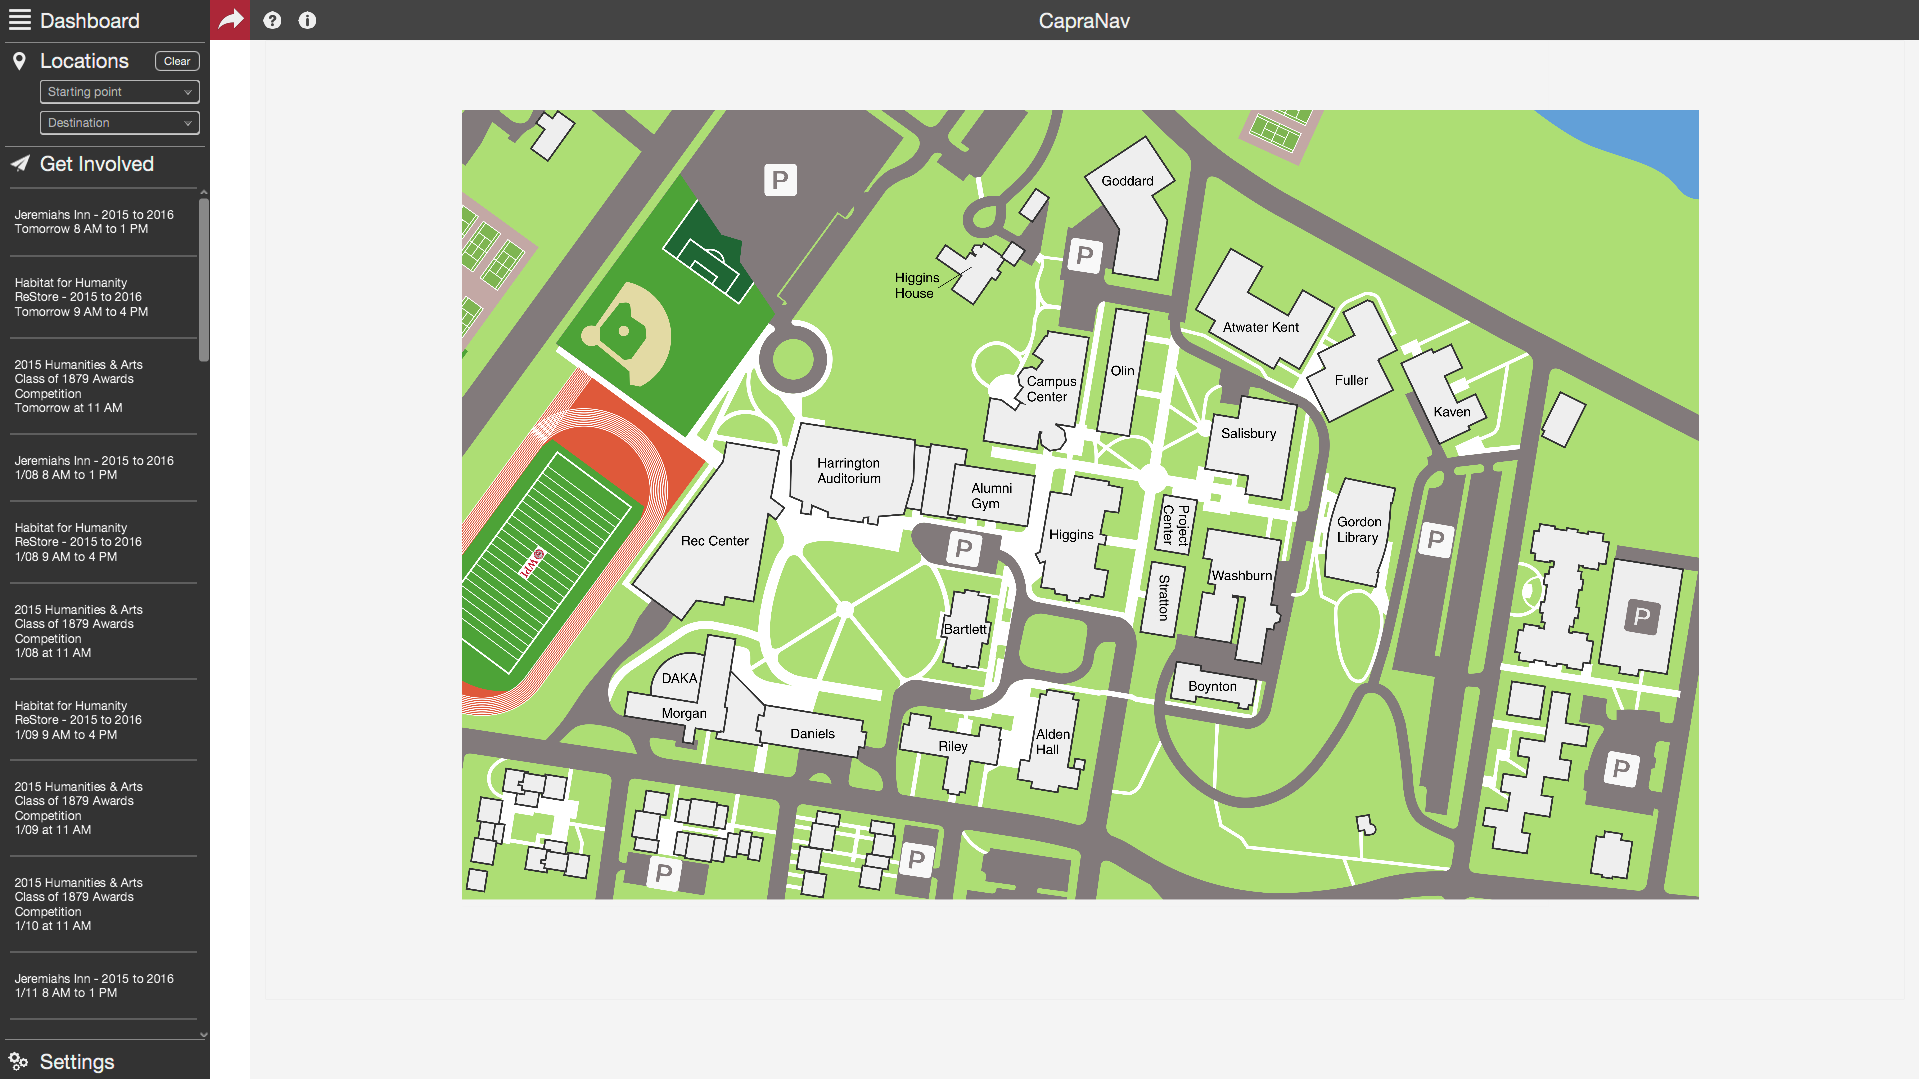 Dashboard
CapraNav
Locations
Clear
Starting point
Destination
Get Involved
Jeremiahs Inn - 2015 to 2016
Tomorrow 8 AM to 1 PM
Habitat for Humanity
ReStore - 2015 to 2016
Tomorrow 9 AM to 4 PM
2015 Humanities & Arts
Class of 1879 Awards
Competition
Tomorrow at 11 AM
Jeremiahs Inn - 2015 to 2016
1/08 8 AM to 1 PM
Habitat for Humanity
ReStore - 2015 to 2016
1/08 9 AM to 4 PM
2015 Humanities & Arts
Class of 1879 Awards
Competition
1/08 at 11 AM
Habitat for Humanity
ReStore - 2015 to 2016
1/09 9 AM to 4 PM
2015 Humanities & Arts
Class of 1879 Awards
Competition
1/09 at 11 AM
2015 Humanities & Arts
Class of 1879 Awards
Competition
1/10 at 11 AM
Jeremiahs Inn - 2015 to 2016
1/11 8 AM to 1 PM
Settings
P
Goddard
P
Higgins
House
Atwater Kent
Olin
Campus
Center
Fuller
Kaven
Salisbury
Harrington
Auditorium
Alumni
Gym
Rec Center
P
Higgins
Project
Center
Gordon
Library
P
WPI
Washburn
Stratton
Bartlett
P
DAKA
Morgan
Daniels
Riley
Alden
Hall
Boynton
P
P
P